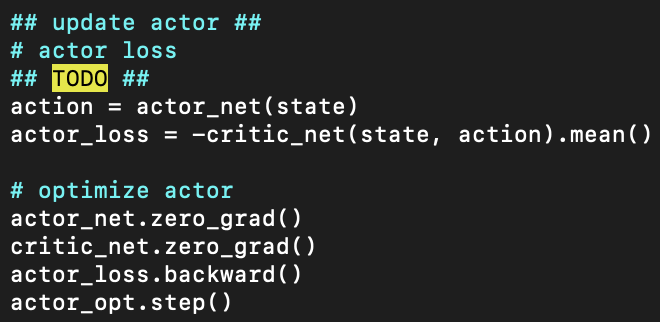 ## update actor ##
# actor loss
## TODO ##
action = actor_net(state)
actor_loss = -critic_net(state, action).mean()
# optimize actor
actor_net.zero_grad()
critic_net.zero_grad()
actor_loss.backward()
actor_opt.step()